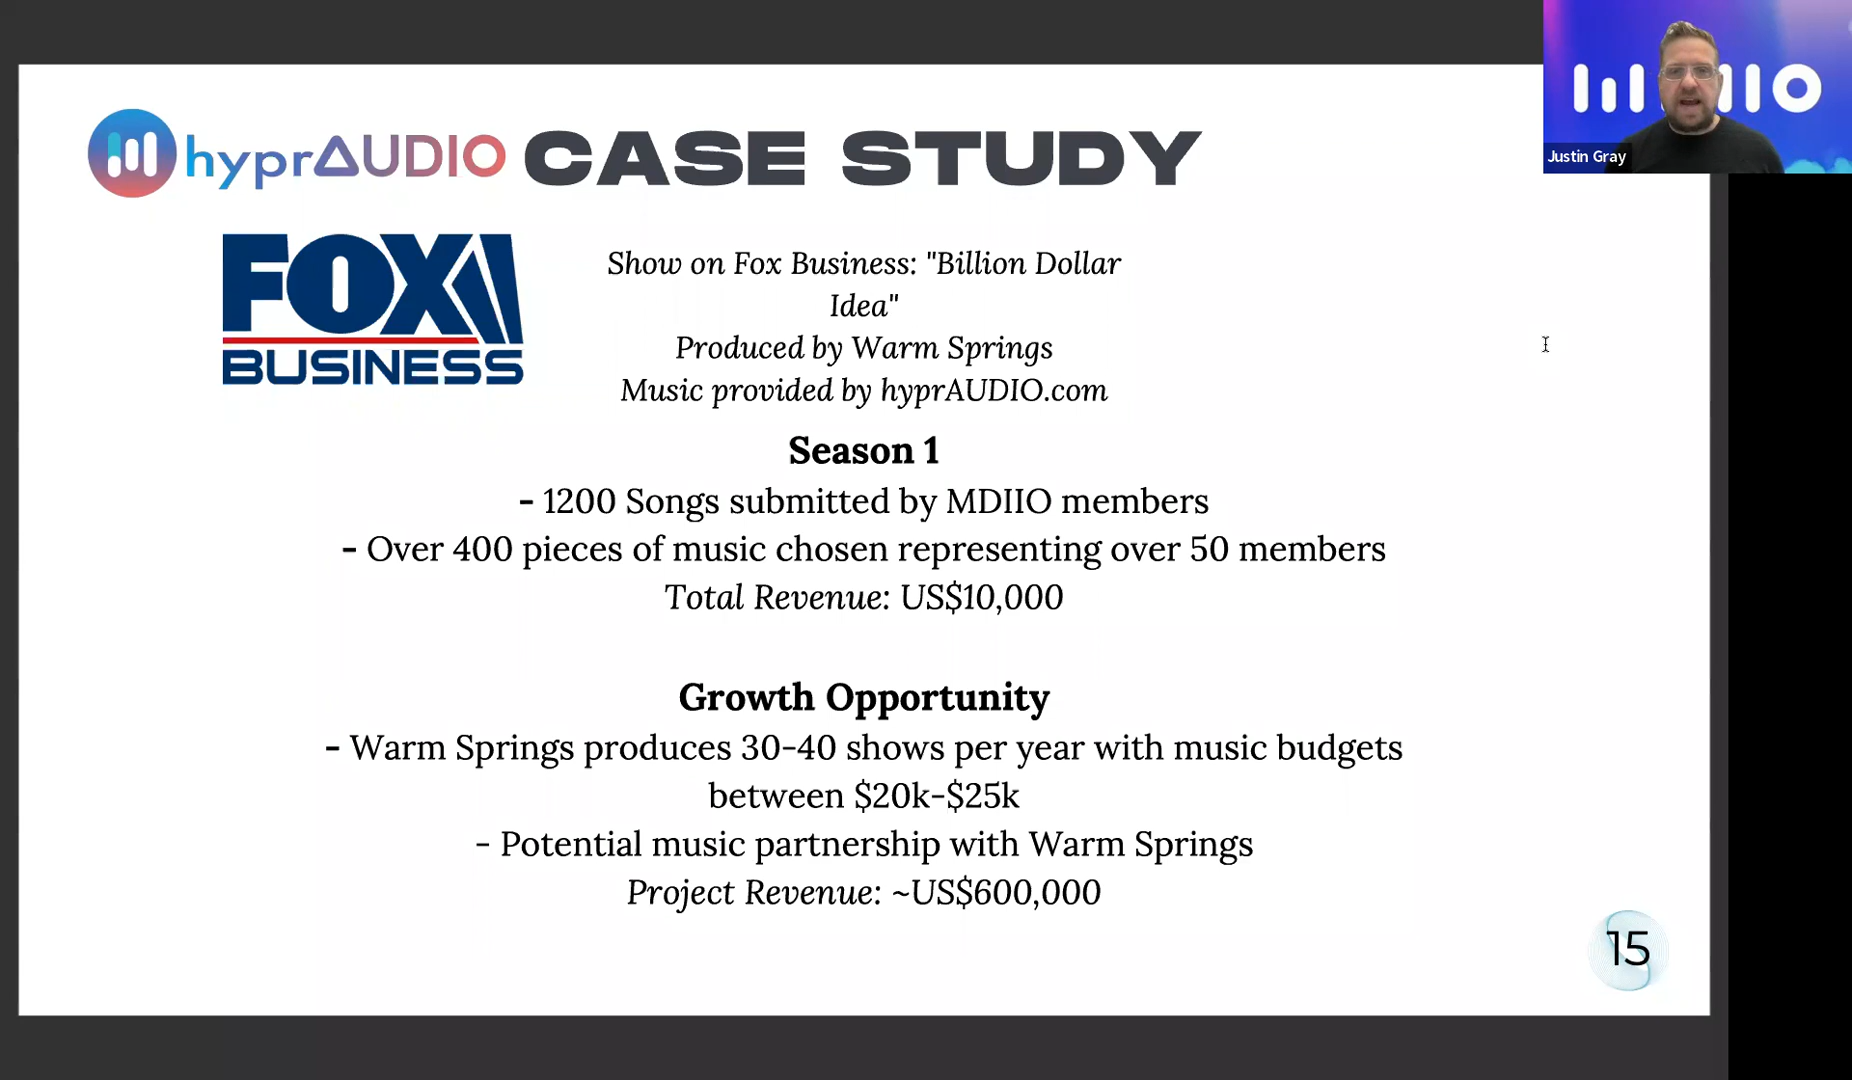 hyprAUDIO CASE STUDY
Justin Gray
FOX
BUSINESS
Show on Fox Business: "Billion Dollar
Idea"
Produced by Warm Springs
Music provided by hyprAUDIO.com
Season 1
- 1200 Songs submitted by MDIIO members
- Over 400 pieces of music chosen representing over 50 members
Total Revenue: US$10,000
Growth Opportunity
- Warm Springs produces 30-40 shows per year with music budgets
between $20k-$25k
- Potential music partnership with Warm Springs
Project Revenue: ~US$600,000
15